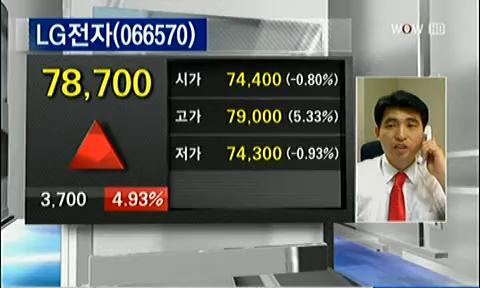 LG전자(066570)
WOW HD
78,700
시가 74,400 (-0.80%)
고가 79,000 (5.33%)
저가 74,300 (-0.93%)
3,700 4.93%